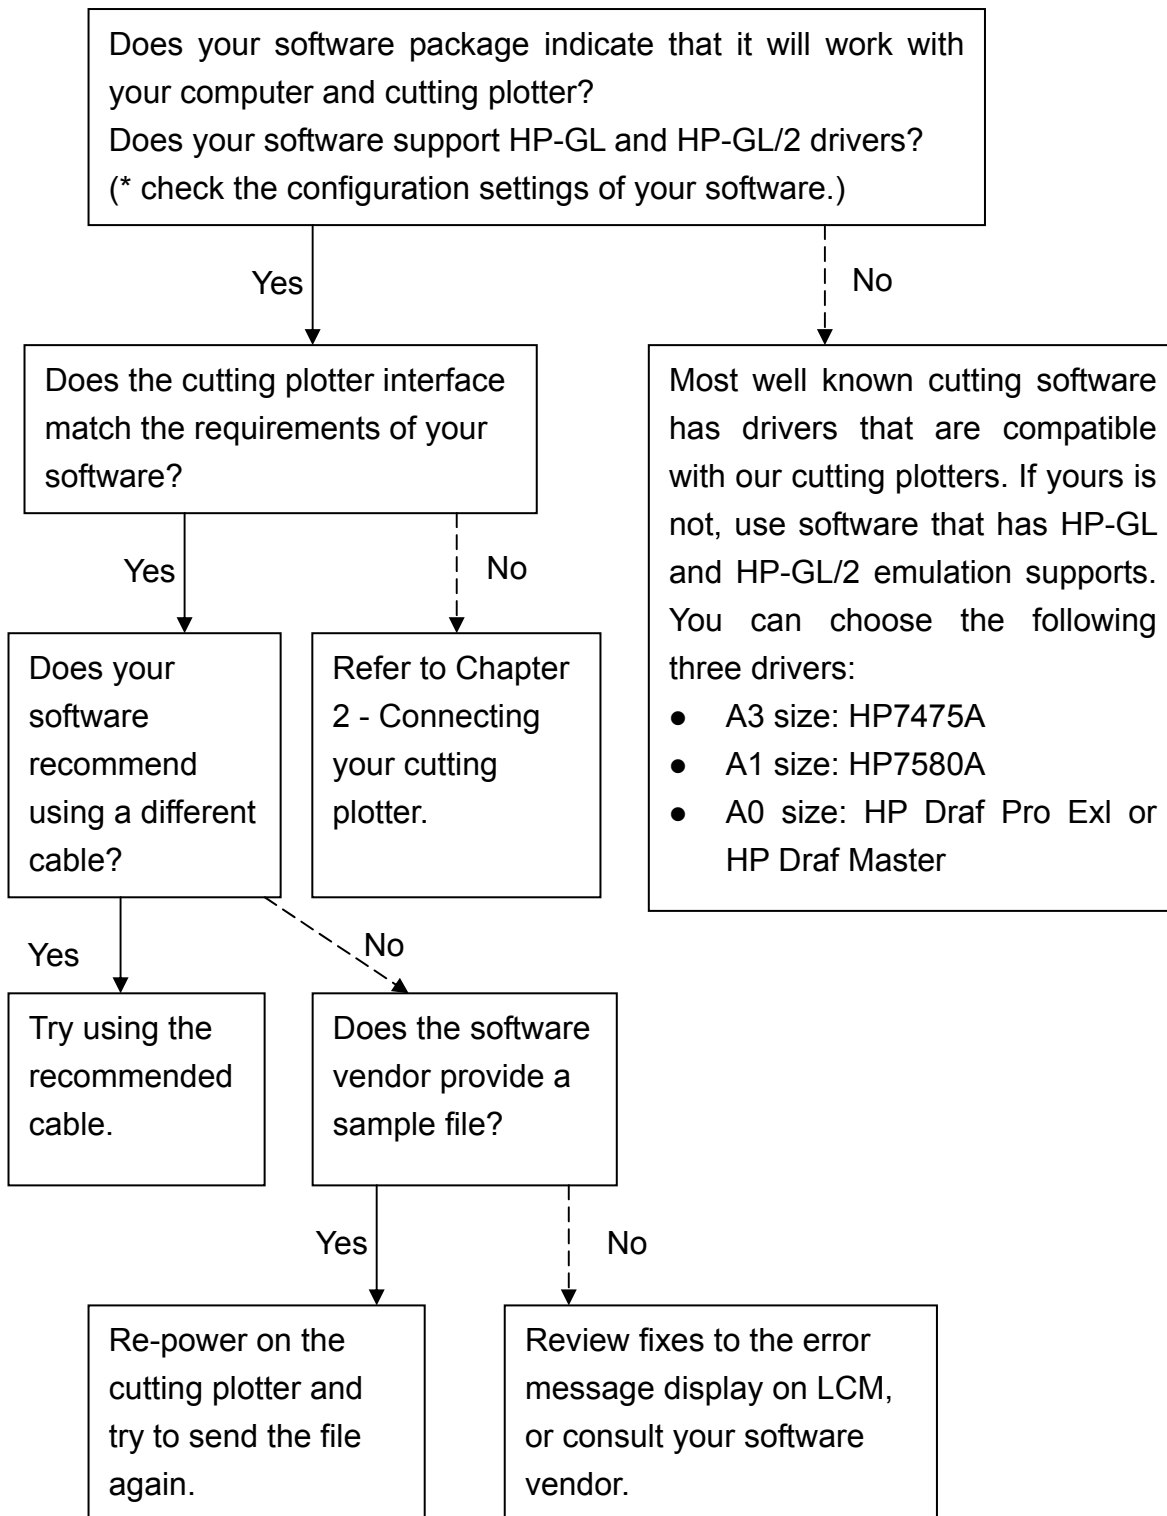 Does your software package indicate that it will work with
your computer and cutting plotter?
Does your software support HP-GL and HP-GL/2 drivers?
(* check the configuration settings of your software.)
Yes
No
Does the cutting plotter interface
match the requirements of your
software?
Most well known cutting software
has drivers that are compatible
with our cutting plotters. If yours is
not, use software that has HP-GL
and HP-GL/2 emulation supports.
You can choose the following
three drivers:
● A3 size: HP7475A
● A1 size: HP7580A
● A0 size: HP Draf Pro Exl or
HP Draf Master
Yes
No
Does your
software
recommend
using a different
cable?
Refer to Chapter
2 - Connecting
your cutting
plotter.
Yes
No
Try using the
recommended
cable.
Does the software
vendor provide a
sample file?
Yes
No
Re-power on the
cutting plotter and
try to send the file
again.
Review fixes to the error
message display on LCM,
or consult your software
vendor.